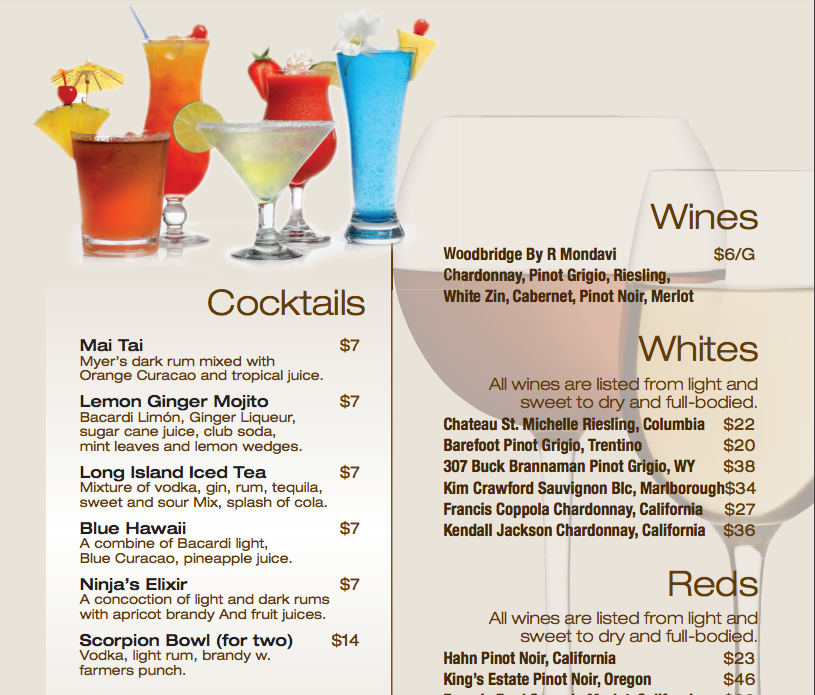 Cocktails
Mai Tai $7
Myer's dark rum mixed with
Orange Curacao and tropical juice.
Lemon Ginger Mojito $7
Bacardi Limón, Ginger Liqueur,
sugar cane juice, club soda,
mint leaves and lemon wedges.
Long Island Iced Tea $7
Mixture of vodka, gin, rum, tequila,
sweet and sour Mix, splash of cola.
Blue Hawaii $7
A combine of Bacardi light,
Blue Curacao, pineapple juice.
Ninja's Elixir $7
A concoction of light and dark rums
with apricot brandy And fruit juices.
Scorpion Bowl (for two) $14
Vodka, light rum, brandy w.
farmers punch.
Wines
Woodbridge By R Mondavi $6/G
Chardonnay, Pinot Grigio, Riesling,
White Zin, Cabernet, Pinot Noir, Merlot
Whites
All wines are listed from light and
sweet to dry and full-bodied.
Chateau St. Michelle Riesling, Columbia $22
Barefoot Pinot Grigio, Trentino $20
307 Buck Brannaman Pinot Grigio, WY $38
Kim Crawford Sauvignon Blc, Marlborough $34
Francis Coppola Chardonnay, California $27
Kendall Jackson Chardonnay, California $36
Reds
All wines are listed from light and
sweet to dry and full-bodied.
Hahn Pinot Noir, California $23
King's Estate Pinot Noir, Oregon $46